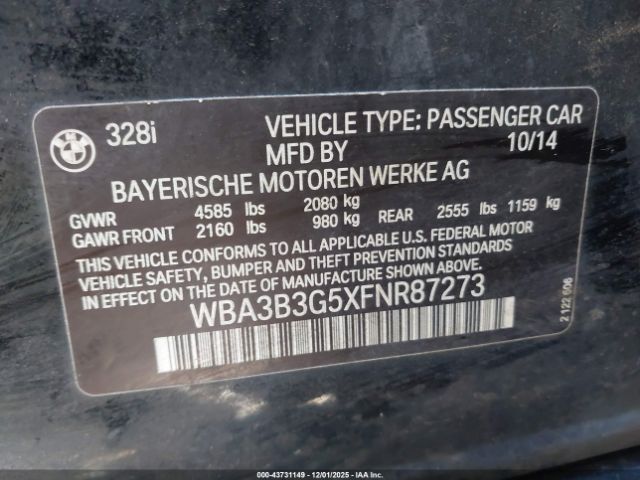 BMW
328i VEHICLE TYPE: PASSENGER CAR
MFD BY 10/14
BAYERISCHE MOTOREN WERKE AG
GVWR 4585 lbs 2080 kg
GAWR FRONT 2160 lbs 980 kg REAR 2555 lbs 1159 kg
THIS VEHICLE CONFORMS TO ALL APPLICABLE U.S. FEDERAL MOTOR
VEHICLE SAFETY, BUMPER AND THEFT PREVENTION STANDARDS
IN EFFECT ON THE DATE OF MANUFACTURE SHOWN ABOVE.
WBA3B3G5XFNR87273
2 122 606
000-43731149 | 12/01/2025 | IAA, Inc.